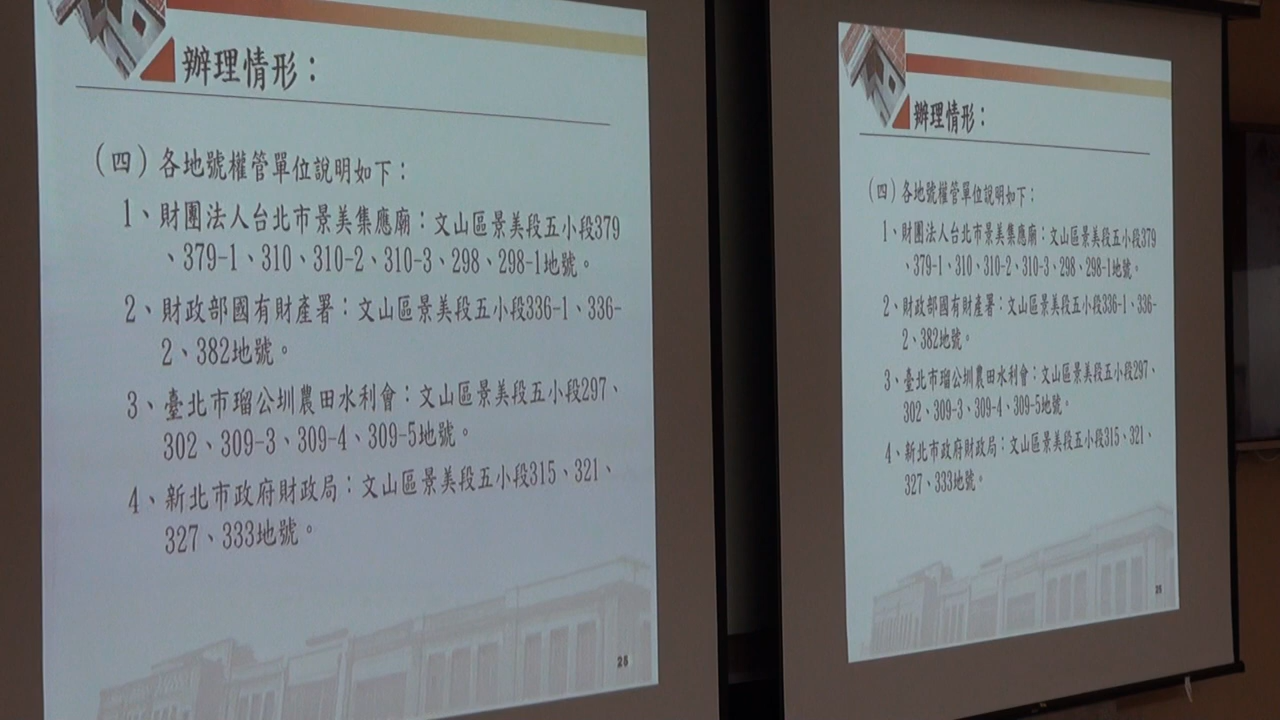 辦理情形：
（四）各地號權管單位說明如下：
1、財團法人台北市景美集應廟：文山區景美段五小段379
、379-1、310、310-2、310-3、298、298-1地號。
2、財政部國有財產署：文山區景美段五小段336-1、336-
2、382地號。
3、臺北市瑠公圳農田水利會：文山區景美段五小段297、
302、309-3、309-4、309-5地號。
4、新北市政府財政局：文山區景美段五小段315、321、
327、333地號。
25
辦理情形：
（四）各地號權管單位說明如下：
1、財團法人台北市景美集應廟：文山區景美段五小段379
、379-1、310、310-2、310-3、298、298-1地號。
2、財政部國有財產署：文山區景美段五小段336-1、336-
2、382地號。
3、臺北市瑠公圳農田水利會：文山區景美段五小段297、
302、309-3、309-4、309-5地號。
4、新北市政府財政局：文山區景美段五小段315、321、
327、333地號。
25